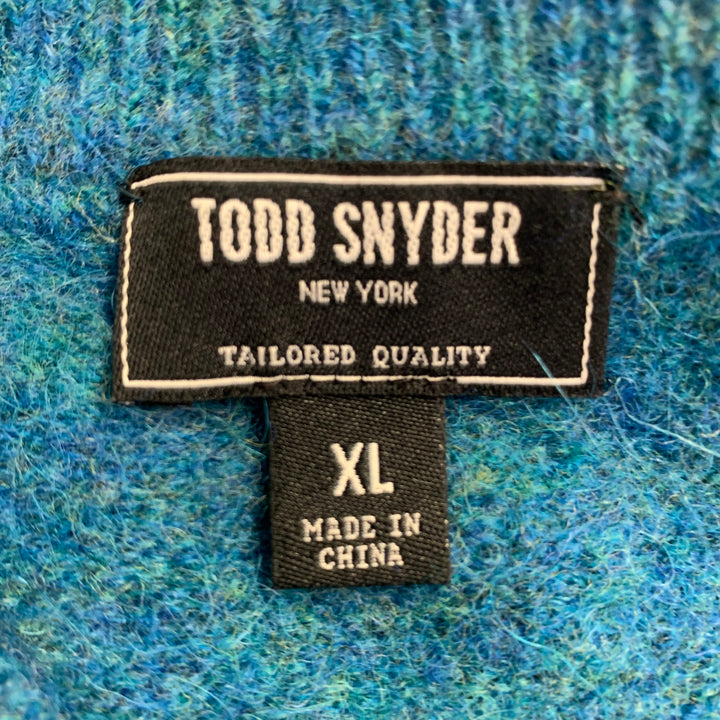 TODD SNYDER
NEW YORK
TAILORED QUALITY
XL
MADE IN
CHINA